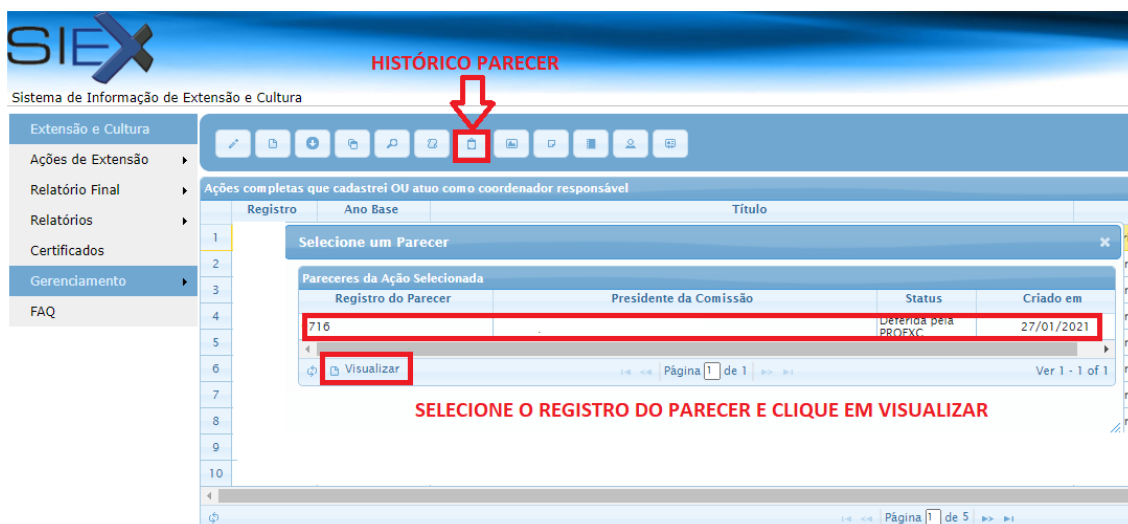 SIEX
HISTÓRICO PARECER
Sistema de Informação de Extensão e Cultura
Extensão e Cultura
Ações de Extensão
Relatório Final
Relatórios
Certificados
Gerenciamento
FAQ
Ações completas que cadastrei OU atuo como coordenador responsável
Registro Ano Base Título
1
2
3
4
5
6
7
8
9
10
Selecione um Parecer
Pareceres da Ação Selecionada
Registro do Parecer Presidente da Comissão Status Criado em
716 Deferida pela PROEXC 27/01/2021
Visualizar Página 1 de 1 Ver 1 - 1 of 1
SELECIONE O REGISTRO DO PARECER E CLIQUE EM VISUALIZAR
Página 1 de 5